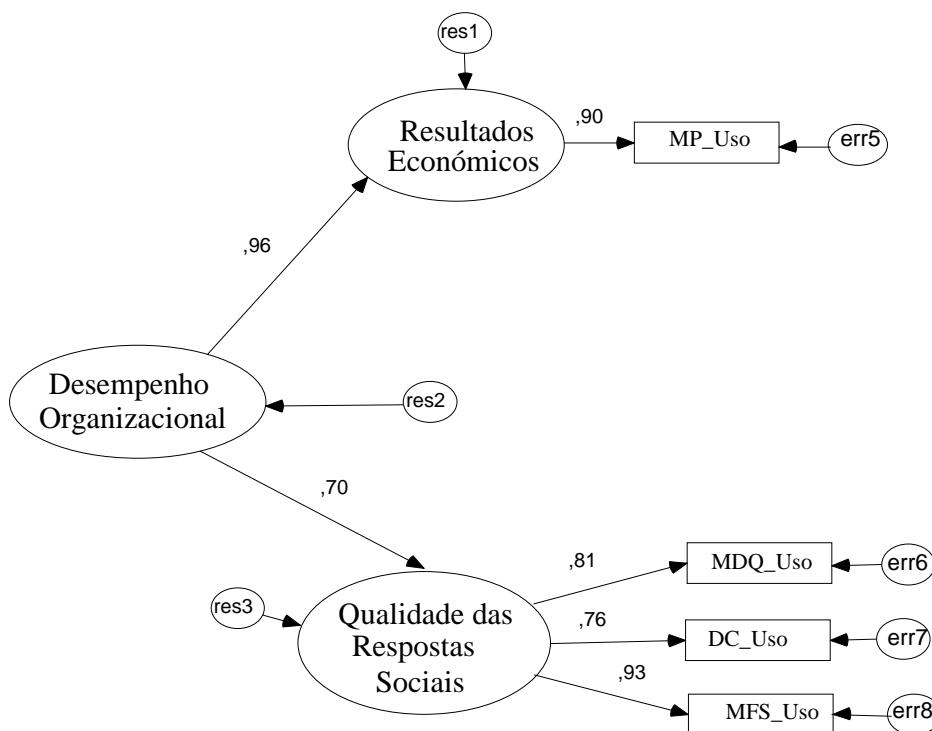 res1
,90
Resultados
Económicos
MP_Uso
err5
,96
Desempenho
Organizacional
res2
,70
,81
MDQ_Uso
err6
res3
Qualidade das
Respostas
Sociais
,76
DC_Uso
err7
,93
MFS_Uso
err8